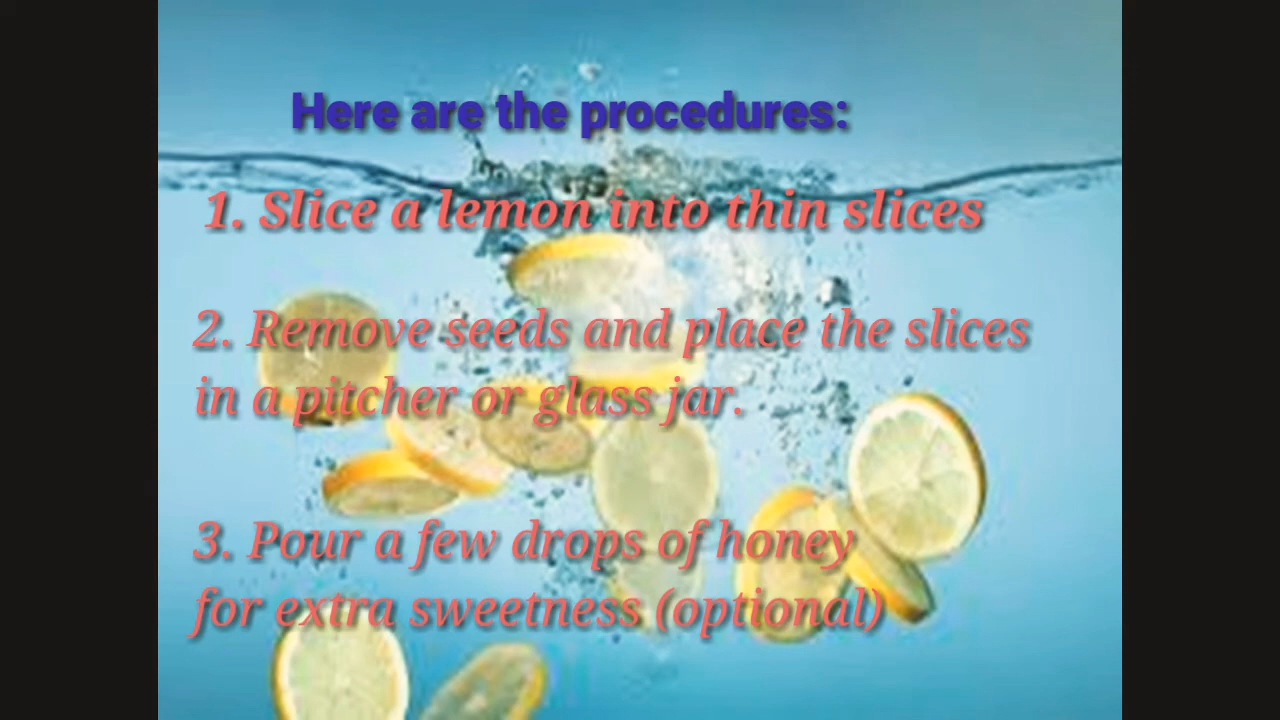 Here are the procedures:
1. Slice a lemon into thin slices
2. Remove seeds and place the slices
in a pitcher or glass jar.
3. Pour a few drops of honey
for extra sweetness (optional)